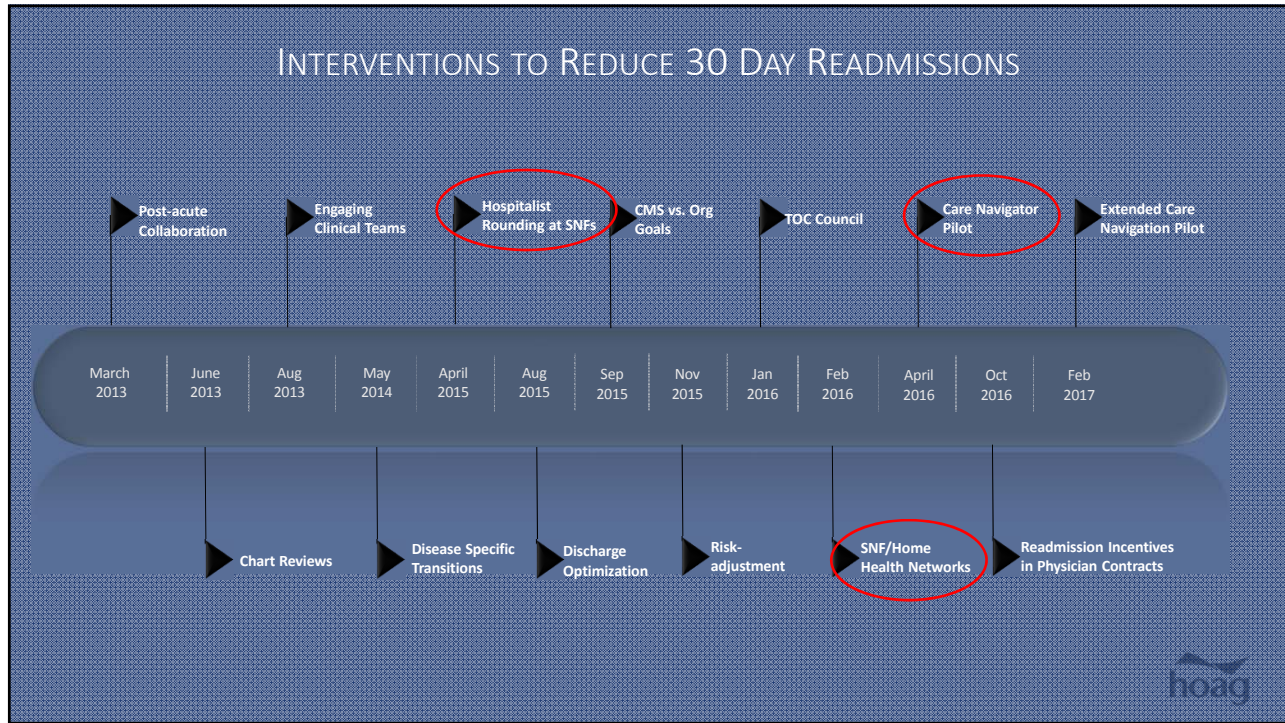 INTERVENTIONS TO REDUCE 30 DAY READMISSIONS
Post-acute
Collaboration
Engaging
Clinical Teams
Hospitalist
Rounding at SNFs
CMS vs. Org
Goals
TOC Council
Care Navigator
Pilot
Extended Care
Navigation Pilot
March
2013
June
2013
Aug
2013
May
2014
April
2015
Aug
2015
Sep
2015
Nov
2015
Jan
2016
Feb
2016
April
2016
Oct
2016
Feb
2017
Chart Reviews
Disease Specific
Transitions
Discharge
Optimization
Risk-
adjustment
SNF/Home
Health Networks
Readmission Incentives
in Physician Contracts
hoag